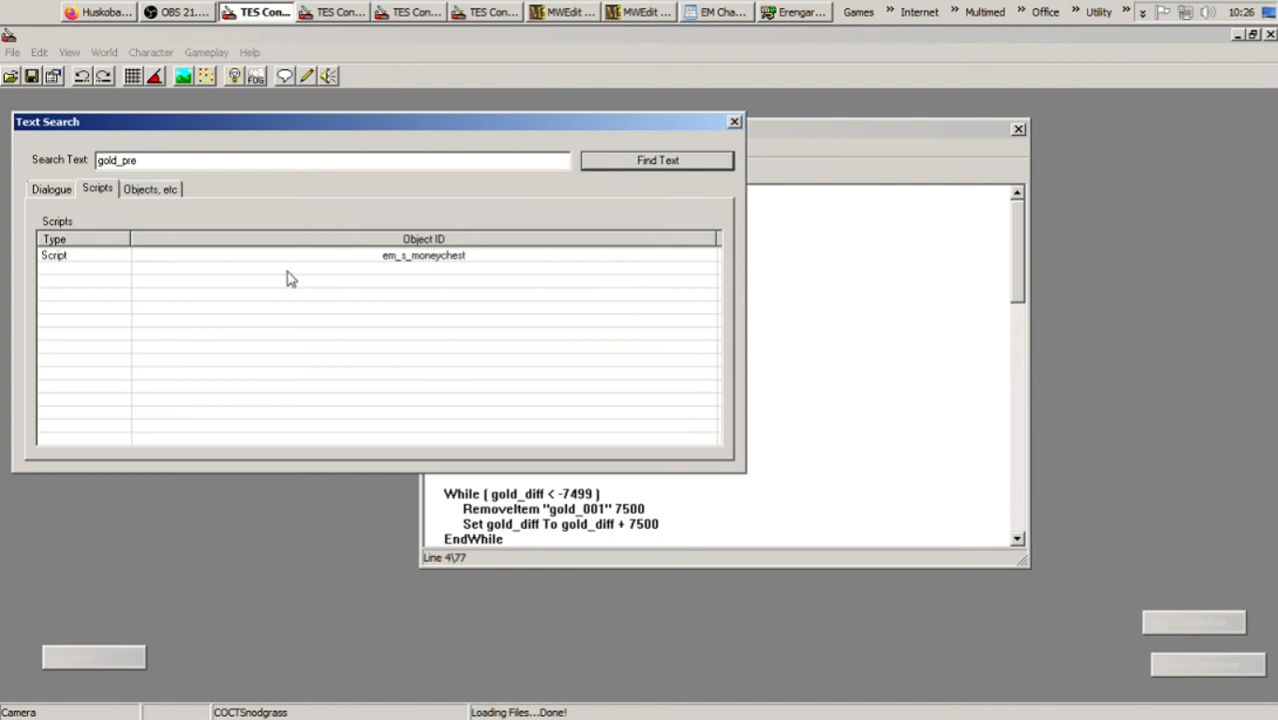 Huskoba... OBS 21.... TES Con... TES Con... TES Con... TES Con... MWEdit ... MWEdit ... EM Cha... Erengar... Games » Internet » Multimed » Office » Utility » 10:26
File Edit View World Character Gameplay Help
FOG
Text Search
Search Text: gold_pre Find Text
Dialogue Scripts Objects, etc
Scripts
Type Object ID
Script em_s_moneychest
While ( gold_diff < -7499 )
RemoveItem "gold_001" 7500
Set gold_diff To gold_diff + 7500
EndWhile
Line 4\77
Camera COCTSnodgrass Loading Files...Done!